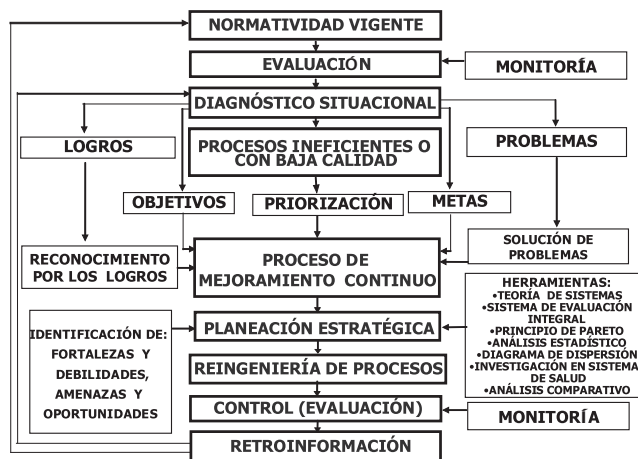 NORMATIVIDAD VIGENTE
EVALUACIÓN
MONITORÍA
DIAGNÓSTICO SITUACIONAL
LOGROS
PROCESOS INEFICIENTES O
CON BAJA CALIDAD
PROBLEMAS
OBJETIVOS
PRIORIZACIÓN
METAS
RECONOCIMIENTO
POR LOS LOGROS
PROCESO DE
MEJORAMIENTO CONTINUO
SOLUCIÓN DE
PROBLEMAS
IDENTIFICACIÓN DE:
FORTALEZAS Y
DEBILIDADES,
AMENAZAS Y
OPORTUNIDADES
PLANEACIÓN ESTRATÉGICA
HERRAMIENTAS:
•TEORÍA DE SISTEMAS
•SISTEMA DE EVALUACIÓN
INTEGRAL
•PRINCIPIO DE PARETO
•ANÁLISIS ESTADÍSTICO
•DIAGRAMA DE DISPERSIÓN
•INVESTIGACIÓN EN SISTEMA
DE SALUD
•ANÁLISIS COMPARATIVO
REINGENIERÍA DE PROCESOS
CONTROL (EVALUACIÓN)
MONITORÍA
RETROINFORMACIÓN